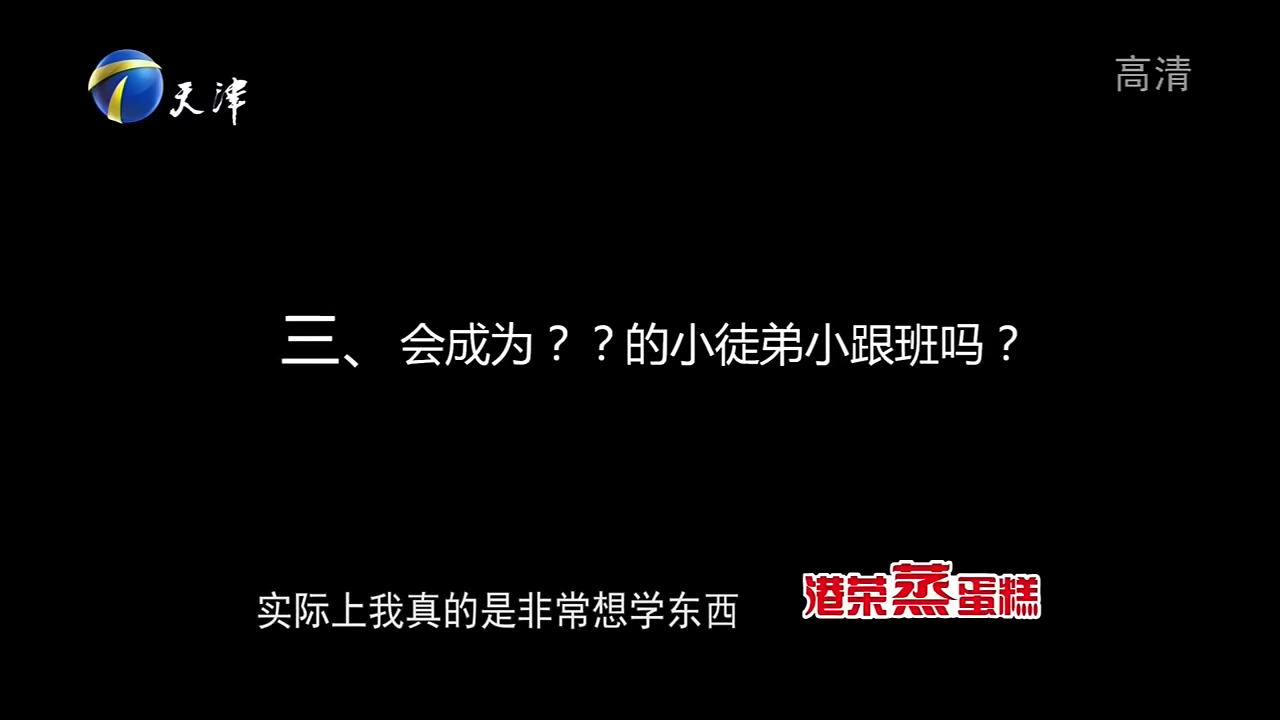 天津
高清
三、会成为？？的小徒弟小跟班吗？
实际上我真的是非常想学东西
港荣蒸蛋糕